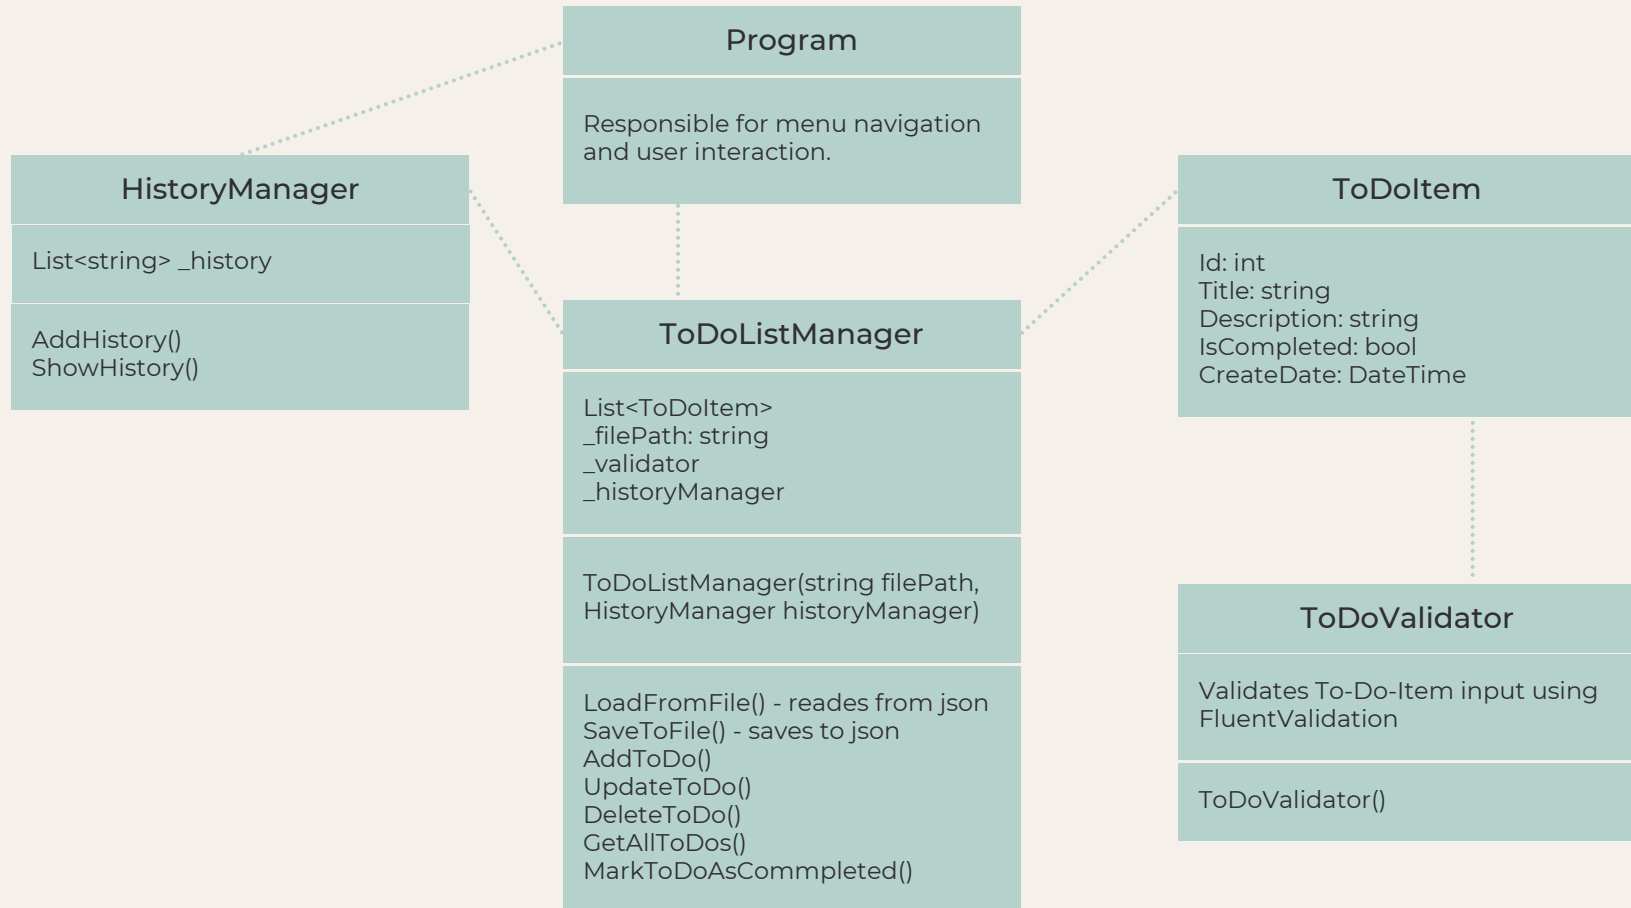 Program
Responsible for menu navigation
and user interaction.
HistoryManager
List<string> _history
AddHistory()
ShowHistory()
ToDoListManager
List<ToDoItem>
_filePath: string
_validator
_historyManager
ToDoListManager(string filePath,
HistoryManager historyManager)
LoadFromFile() - reades from json
SaveToFile() - saves to json
AddToDo()
UpdateToDo()
DeleteToDo()
GetAllToDos()
MarkToDoAsCommpleted()
ToDoItem
Id: int
Title: string
Description: string
IsCompleted: bool
CreateDate: DateTime
ToDoValidator
Validates To-Do-Item input using
FluentValidation
ToDoValidator()